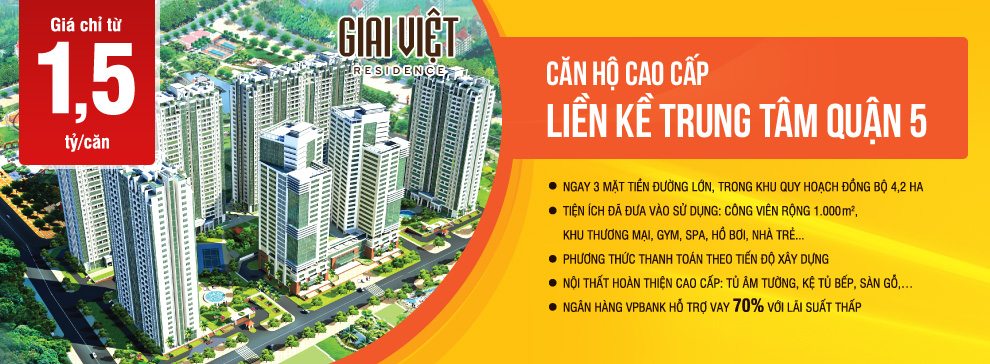 Giá chỉ từ
1,5
tỷ/căn
GIAI VIỆT
RESIDENCE
CĂN HỘ CAO CẤP
LIỀN KỀ TRUNG TÂM QUẬN 5
• NGAY 3 MẶT TIỀN ĐƯỜNG LỚN, TRONG KHU QUY HOẠCH ĐỒNG BỘ 4,2 HA
• TIỆN ÍCH ĐÃ ĐƯA VÀO SỬ DỤNG: CÔNG VIÊN RỘNG 1.000m²,
KHU THƯƠNG MẠI, GYM, SPA, HỒ BƠI, NHÀ TRẺ...
• PHƯƠNG THỨC THANH TOÁN THEO TIẾN ĐỘ XÂY DỰNG
• NỘI THẤT HOÀN THIỆN CAO CẤP: TỦ ÂM TƯỜNG, KỆ TỦ BẾP, SÀN GỖ,...
• NGÂN HÀNG VPBANK HỖ TRỢ VAY 70% VỚI LÃI SUẤT THẤP